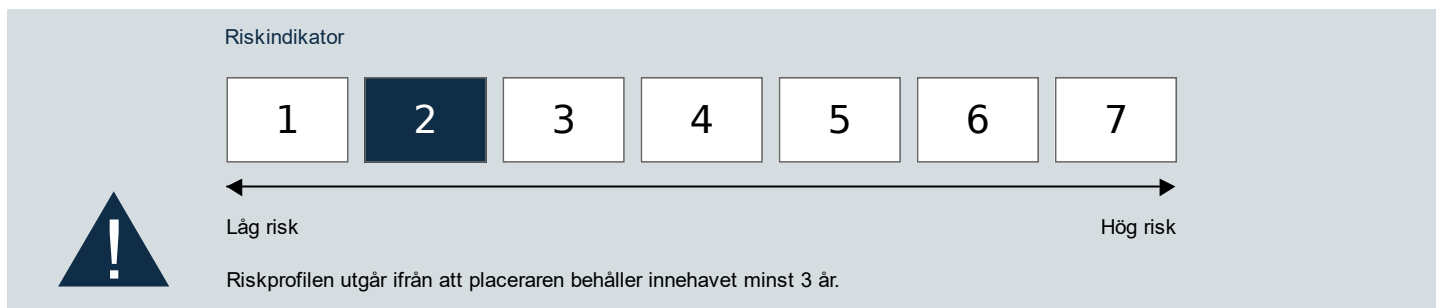 Riskindikator
1 2 3 4 5 6 7
!
Låg risk Hög risk
Riskprofilen utgår ifrån att placeraren behåller innehavet minst 3 år.